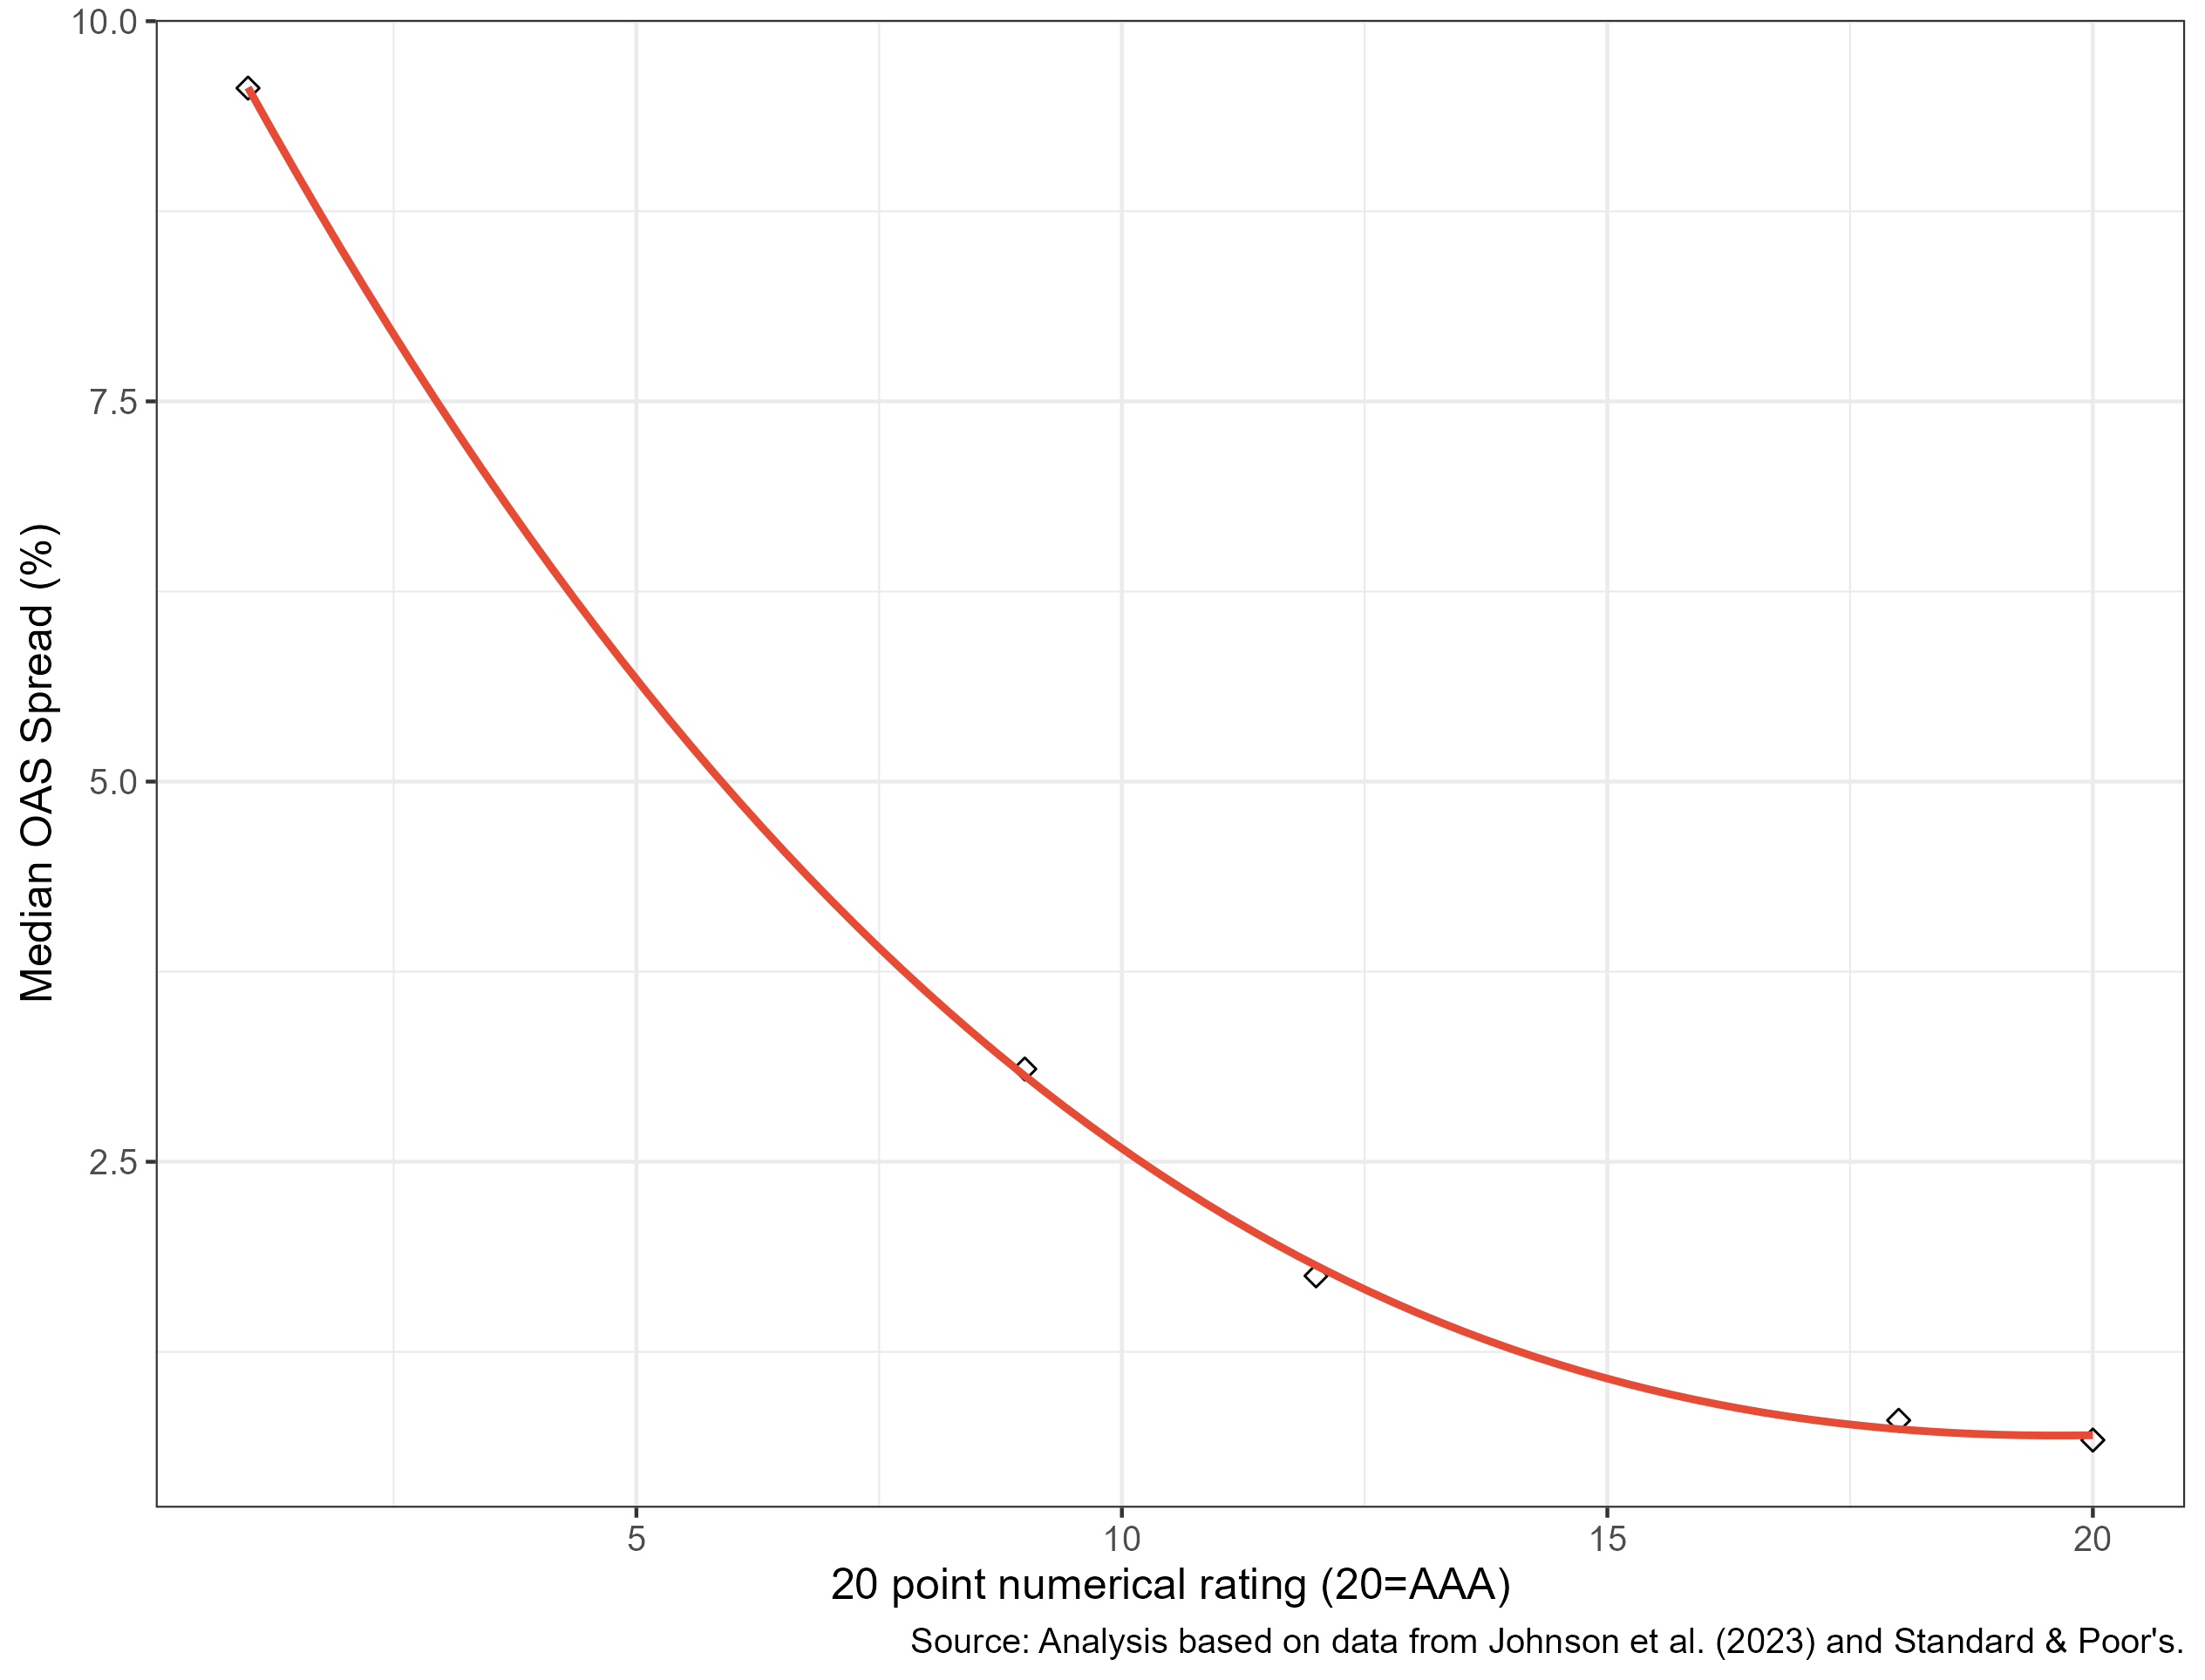 10.0
7.5
5.0
2.5
Median OAS Spread (%)
5 10 15 20
20 point numerical rating (20=AAA)
Source: Analysis based on data from Johnson et al. (2023) and Standard & Poor's.